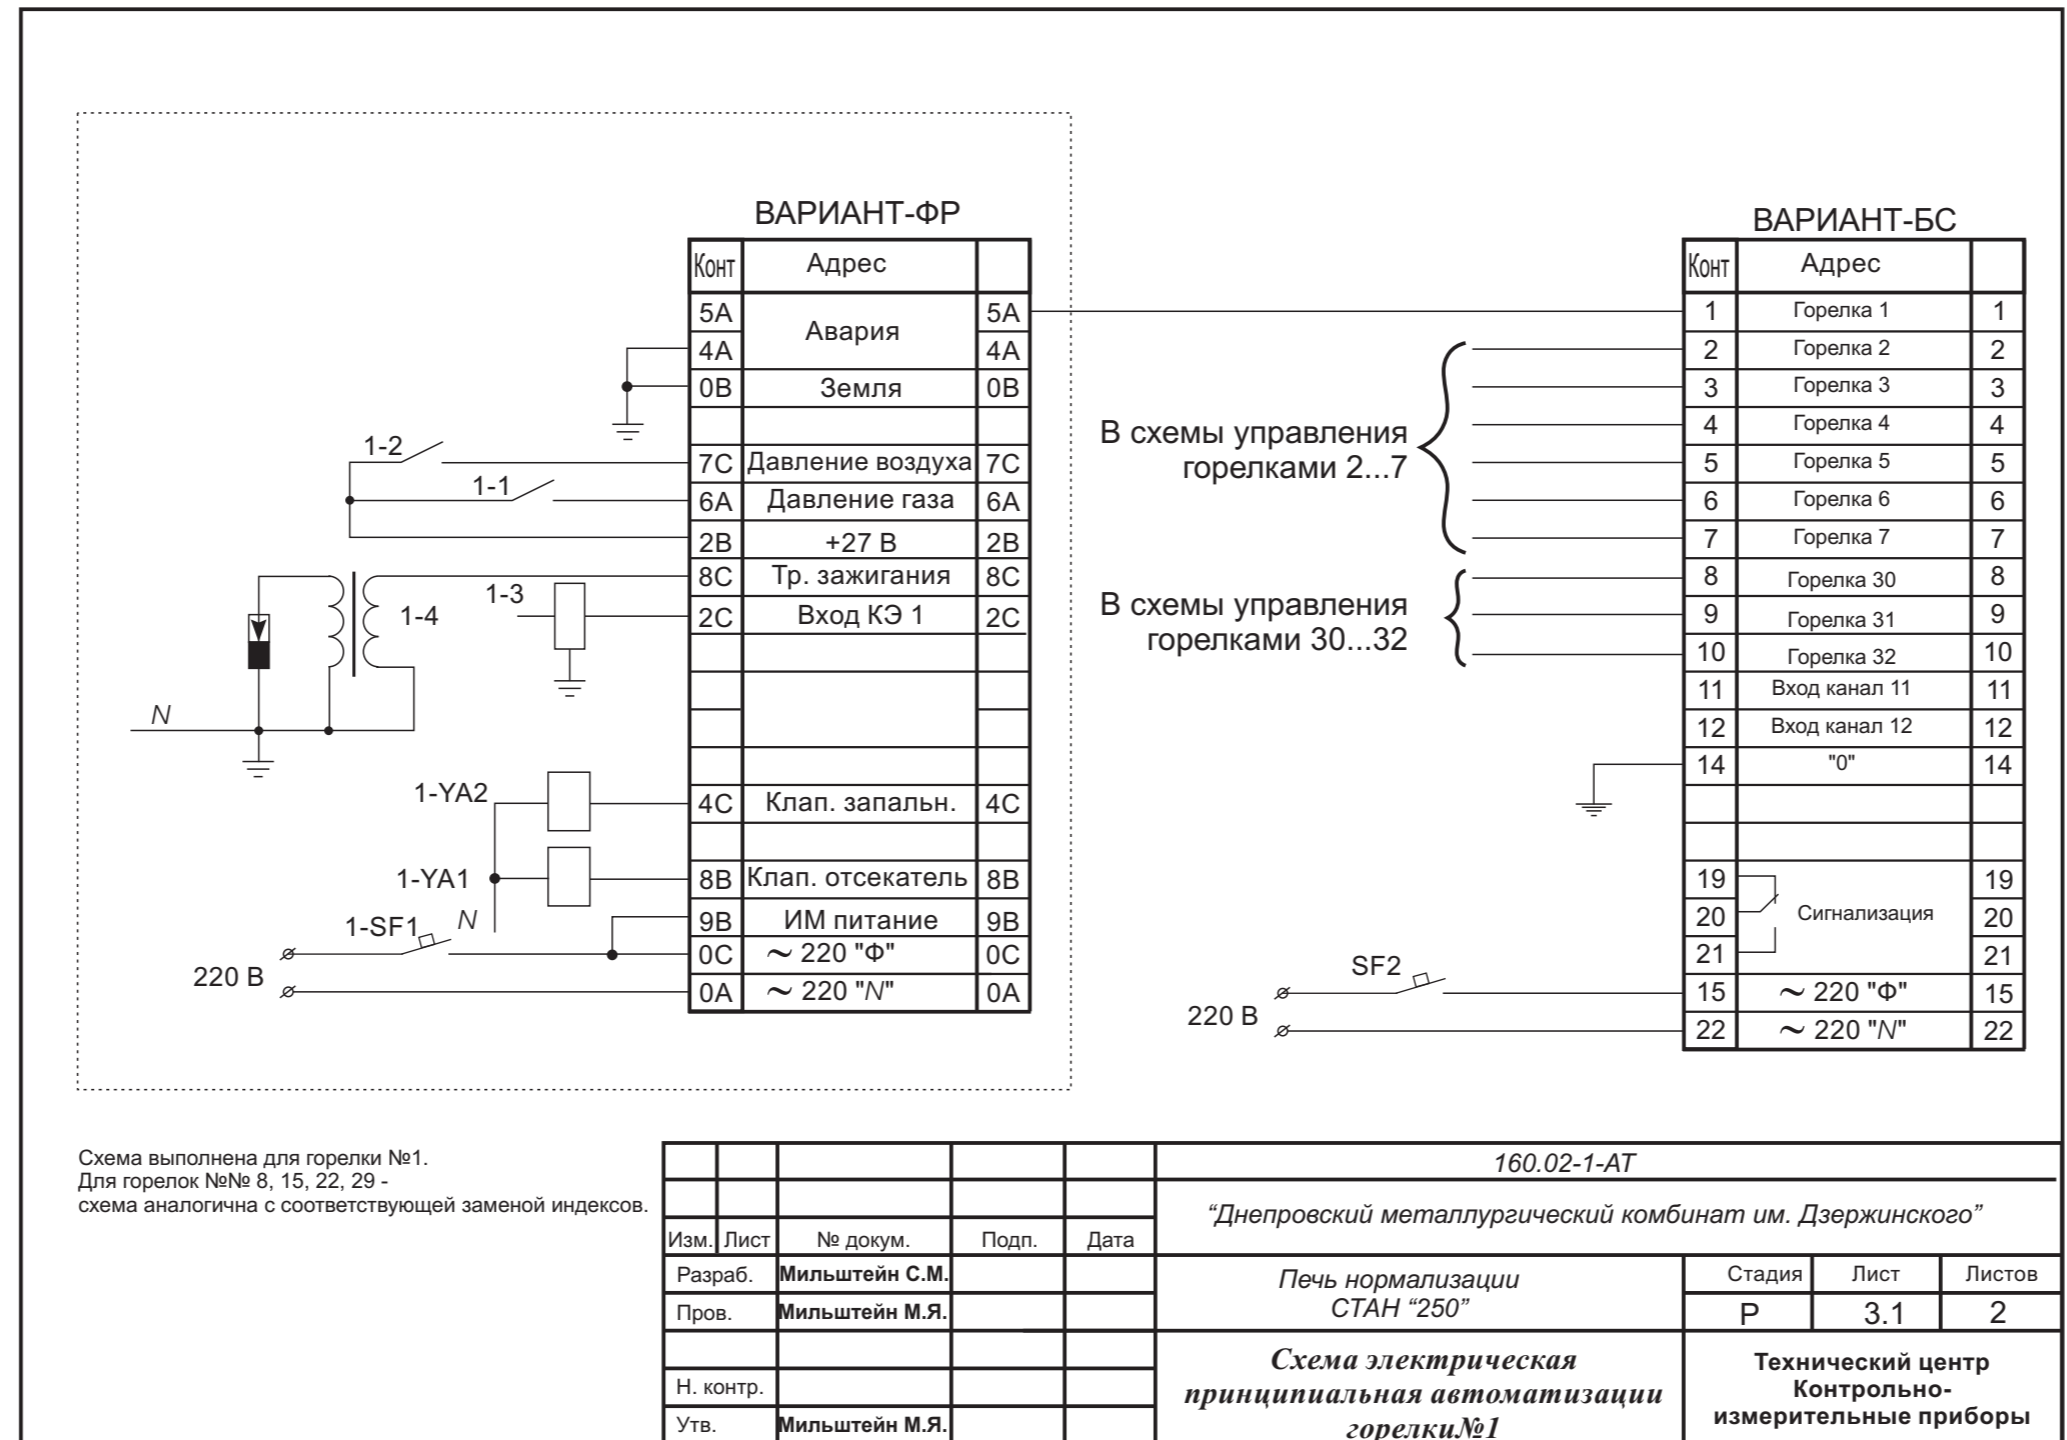 ВАРИАНТ-ФР
Конт Адрес
5А Авария 5А
4А 4А
0В Земля 0В
1-2
7С Давление воздуха 7С
1-1
6А Давление газа 6А
2В +27 В 2В
8С Тр. зажигания 8С
1-3
1-4
2С Вход КЭ 1 2С
N
1-YA2
4С Клап. запальн. 4С
1-YA1
8В Клап. отсекатель 8В
1-SF1 N
9В ИМ питание 9В
0С ~ 220 "Ф" 0С
220 В
0А ~ 220 "N" 0А
ВАРИАНТ-БС
Конт Адрес
1 Горелка 1 1
2 Горелка 2 2
3 Горелка 3 3
4 Горелка 4 4
5 Горелка 5 5
6 Горелка 6 6
7 Горелка 7 7
8 Горелка 30 8
9 Горелка 31 9
10 Горелка 32 10
11 Вход канал 11 11
12 Вход канал 12 12
14 "0" 14
19 19
20 Сигнализация 20
21 21
15 ~ 220 "Ф" 15
22 ~ 220 "N" 22
В схемы управления
горелками 2...7
В схемы управления
горелками 30...32
SF2
220 В
Схема выполнена для горелки №1.
Для горелок №№ 8, 15, 22, 29 -
схема аналогична с соответствующей заменой индексов.
160.02-1-АТ
“Днепровский металлургический комбинат им. Дзержинского”
Изм. Лист № докум. Подп. Дата
Разраб. Мильштейн С.М.
Пров. Мильштейн М.Я.
Н. контр.
Утв. Мильштейн М.Я.
Печь нормализации
СТАН “250”
Стадия Лист Листов
Р 3.1 2
Схема электрическая
принципиальная автоматизации
горелки№1
Технический центр
Контрольно-
измерительные приборы